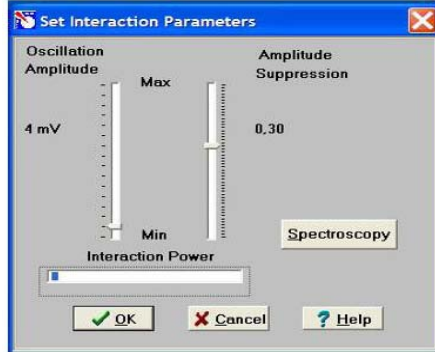 Set Interaction Parameters
Oscillation
Amplitude
Amplitude
Suppression
Max
4 mV
0,30
Min
Spectroscopy
Interaction Power
OK
Cancel
? Help